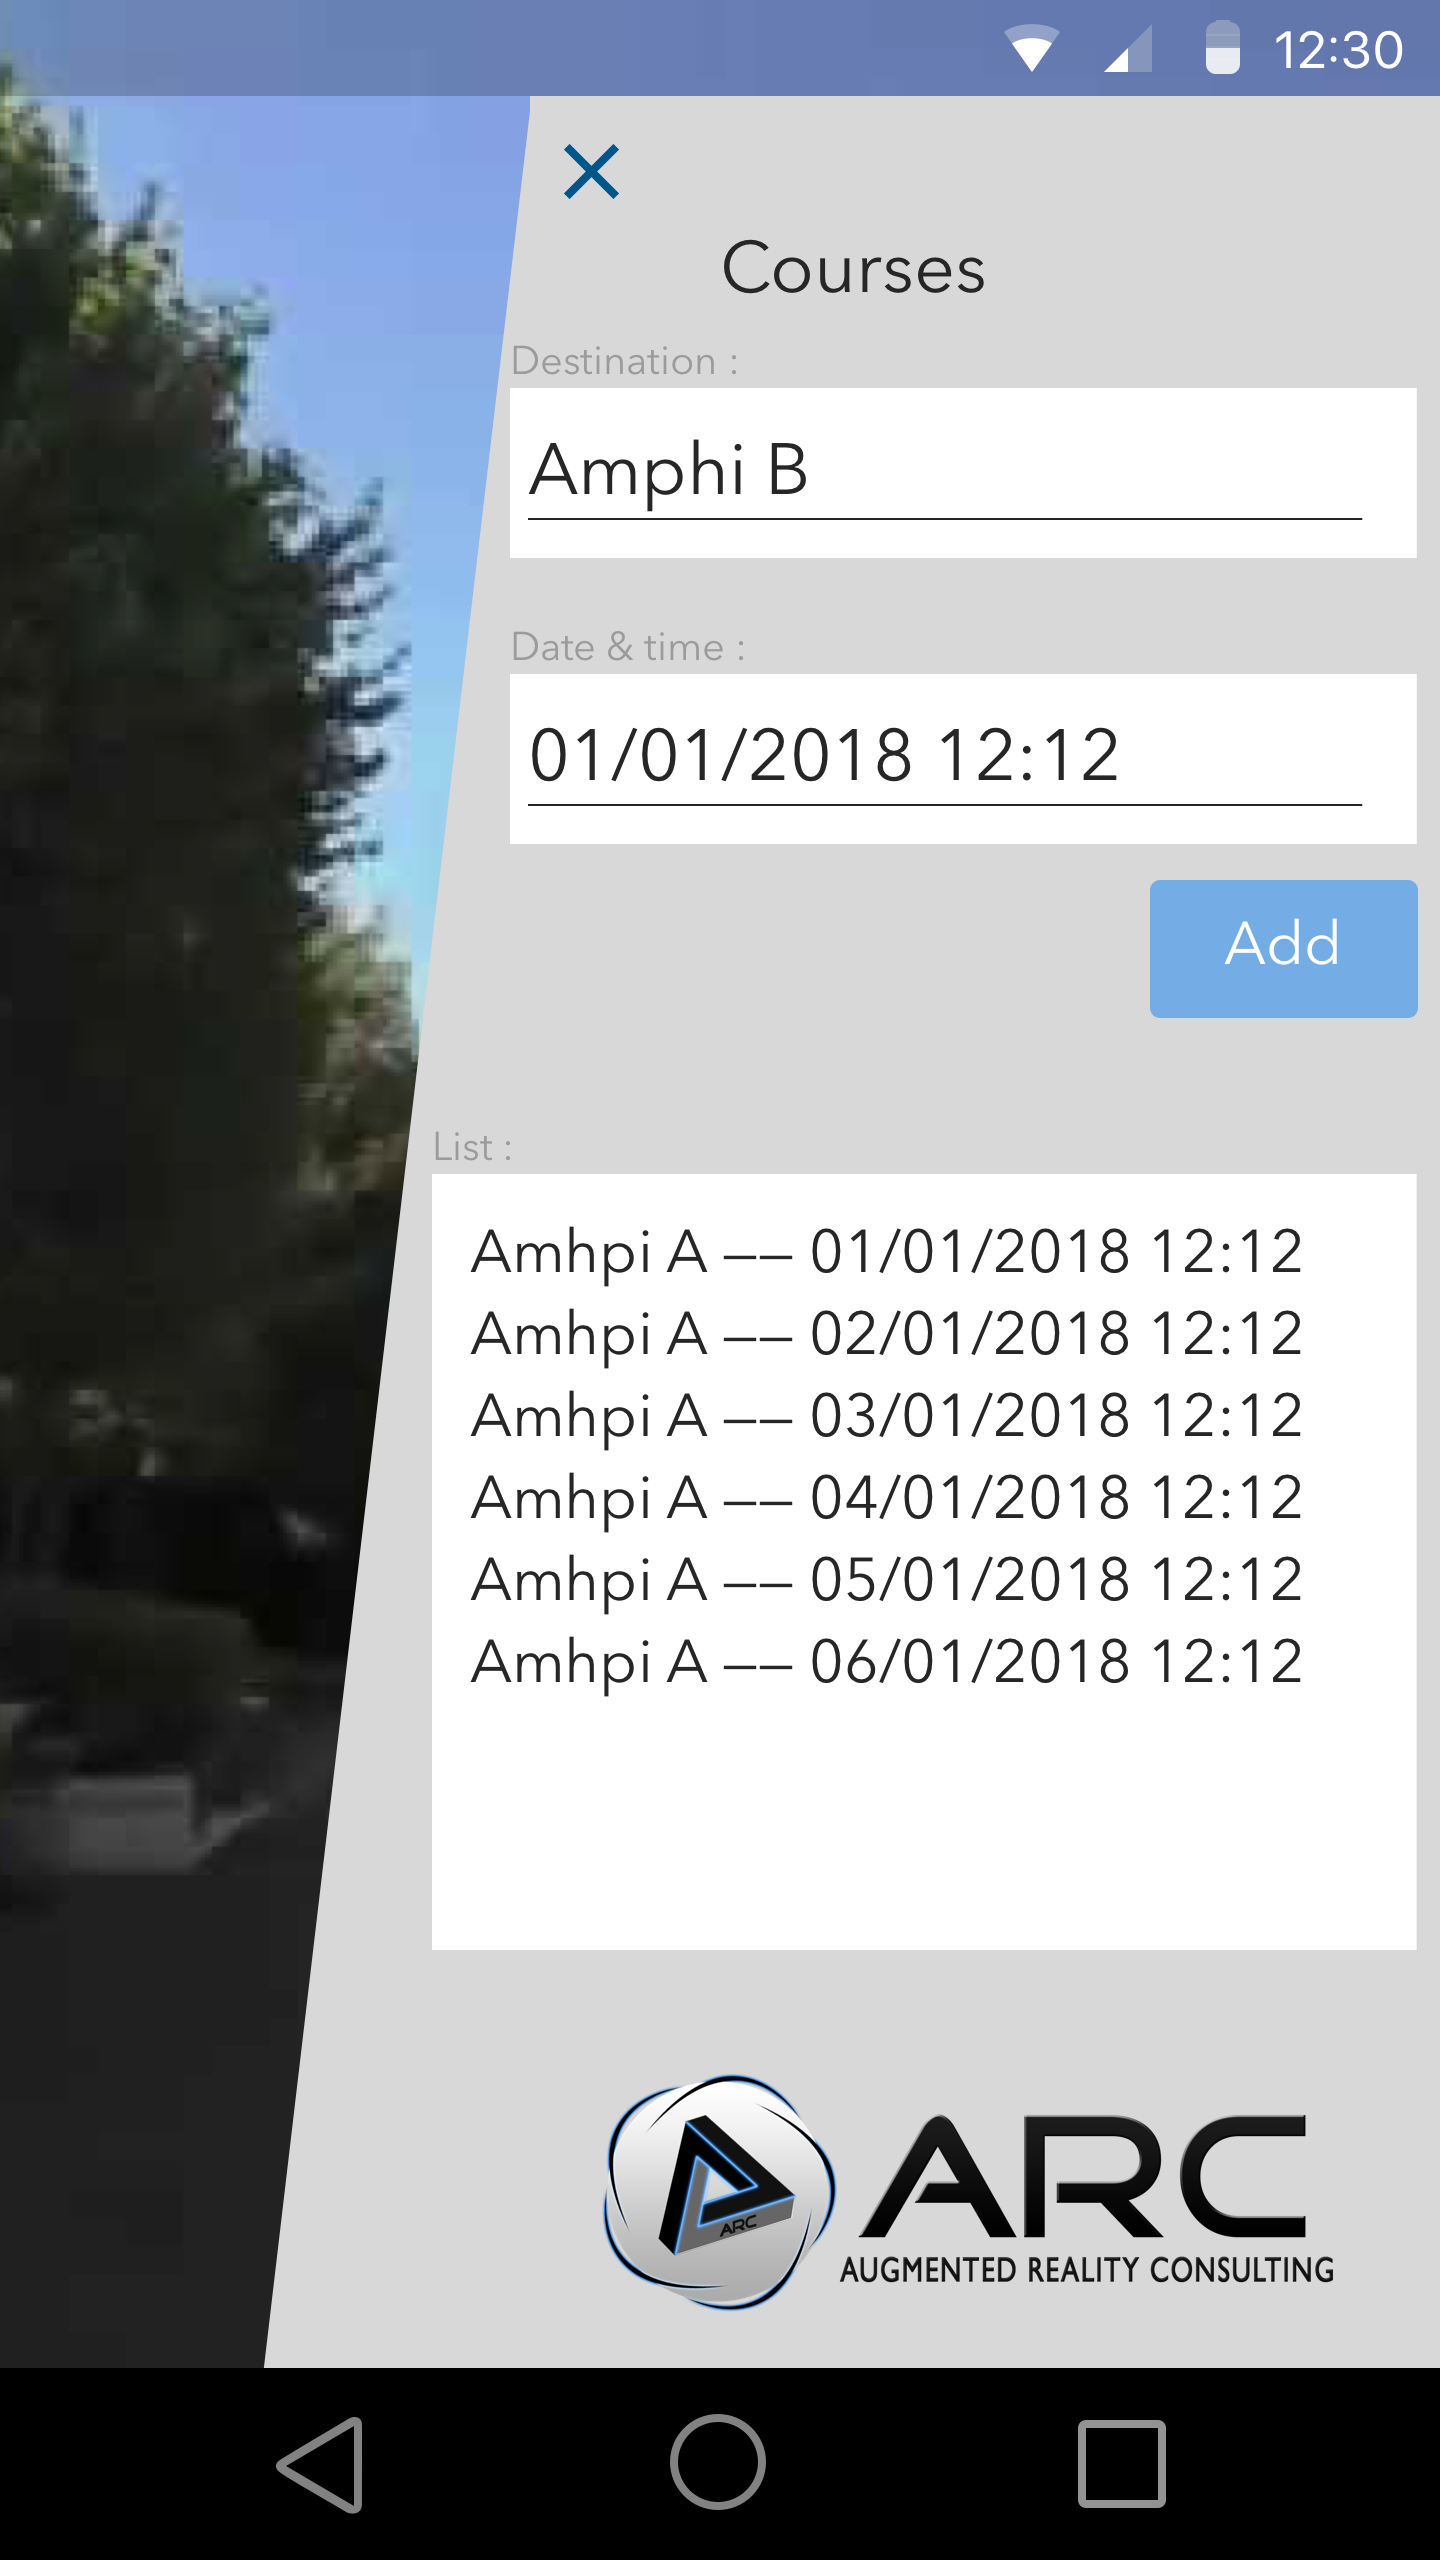 12:30
Courses
Destination :
Amphi B
Date & time :
01/01/2018 12:12
Add
List :
Amhpi A –– 01/01/2018 12:12
Amhpi A –– 02/01/2018 12:12
Amhpi A –– 03/01/2018 12:12
Amhpi A –– 04/01/2018 12:12
Amhpi A –– 05/01/2018 12:12
Amhpi A –– 06/01/2018 12:12
ARC
ARC
AUGMENTED REALITY CONSULTING